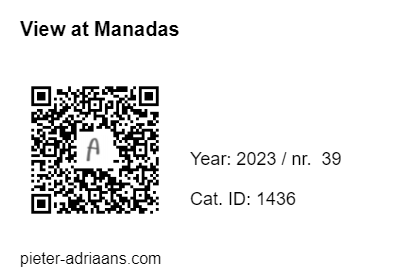 View at Manadas
A
Year: 2023 / nr. 39
Cat. ID: 1436
pieter-adriaans.com